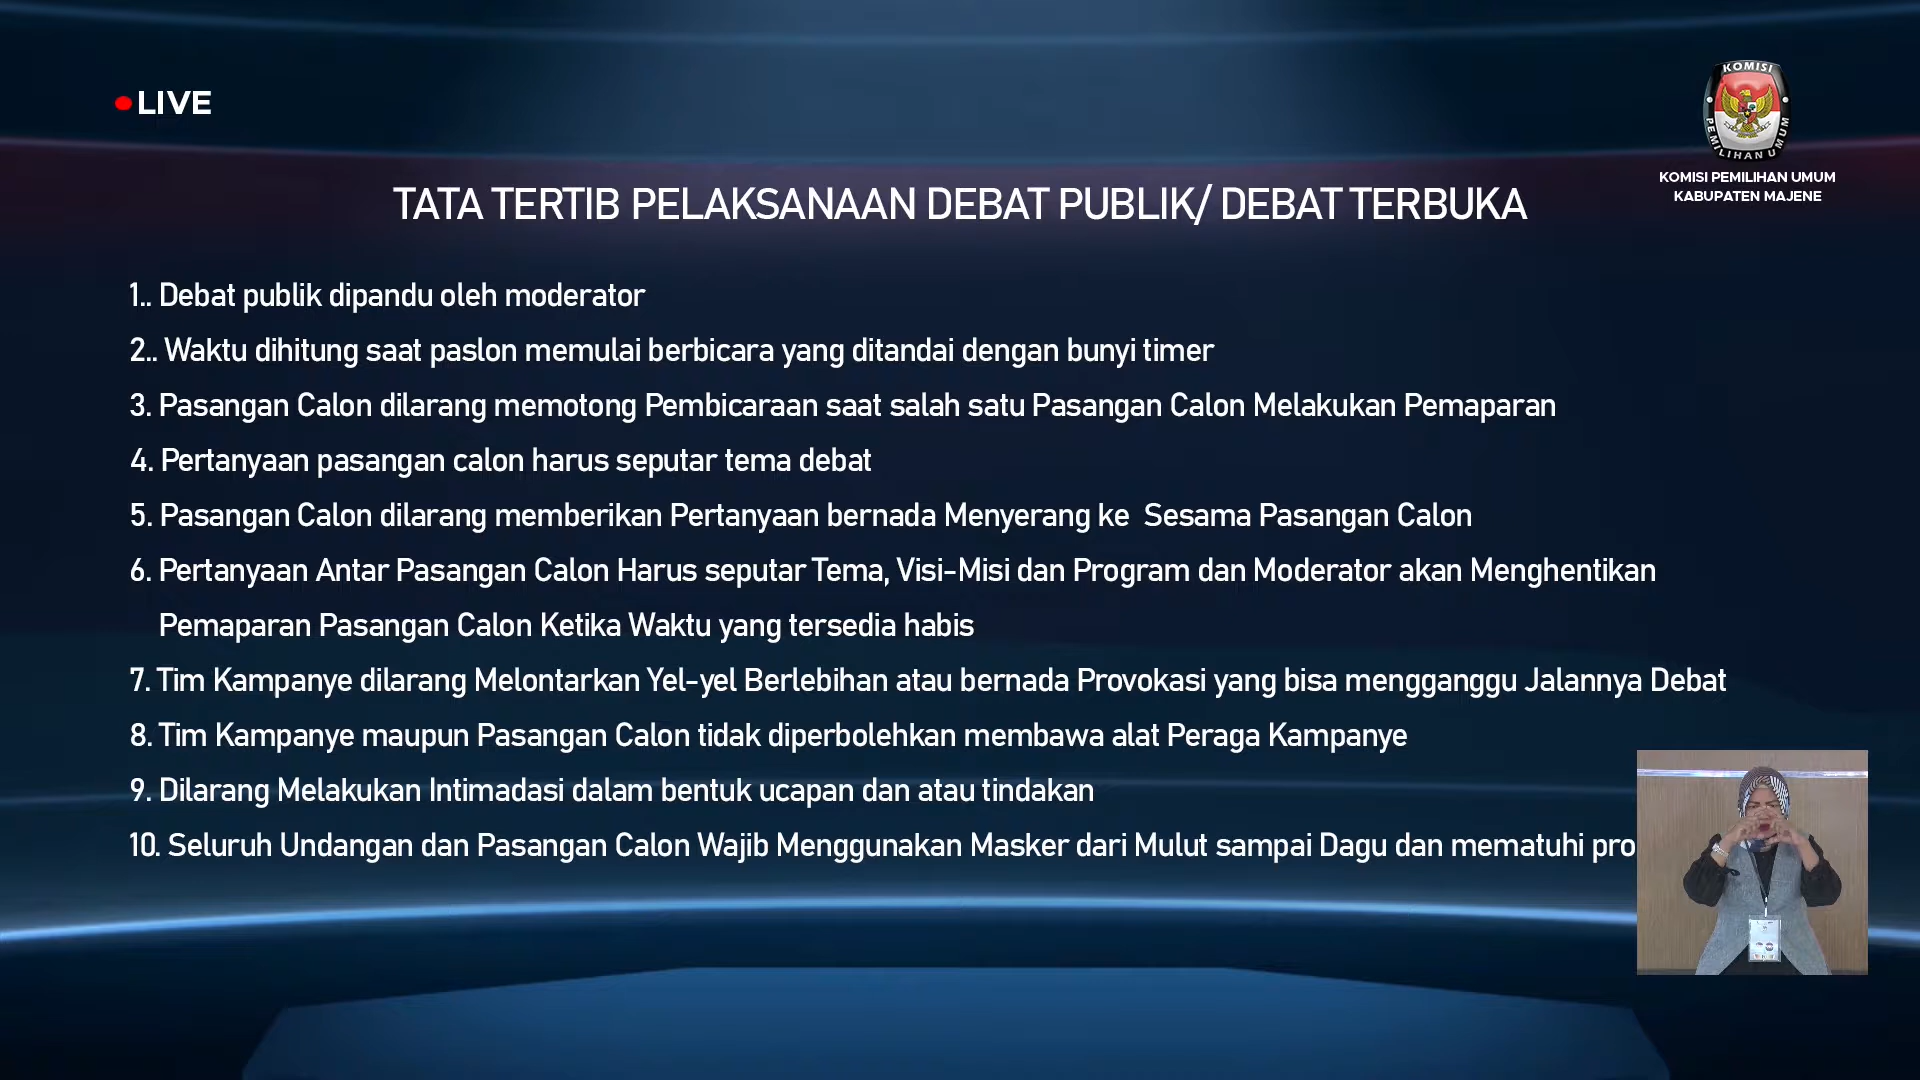 LIVE
KOMISI
PEMILIHAN UMUM
KOMISI PEMILIHAN UMUM
KABUPATEN MAJENE
TATA TERTIB PELAKSANAAN DEBAT PUBLIK/ DEBAT TERBUKA
1.. Debat publik dipandu oleh moderator
2.. Waktu dihitung saat paslon memulai berbicara yang ditandai dengan bunyi timer
3. Pasangan Calon dilarang memotong Pembicaraan saat salah satu Pasangan Calon Melakukan Pemaparan
4. Pertanyaan pasangan calon harus seputar tema debat
5. Pasangan Calon dilarang memberikan Pertanyaan bernada Menyerang ke  Sesama Pasangan Calon
6. Pertanyaan Antar Pasangan Calon Harus seputar Tema, Visi-Misi dan Program dan Moderator akan Menghentikan
Pemaparan Pasangan Calon Ketika Waktu yang tersedia habis
7. Tim Kampanye dilarang Melontarkan Yel-yel Berlebihan atau bernada Provokasi yang bisa mengganggu Jalannya Debat
8. Tim Kampanye maupun Pasangan Calon tidak diperbolehkan membawa alat Peraga Kampanye
9. Dilarang Melakukan Intimadasi dalam bentuk ucapan dan atau tindakan
10. Seluruh Undangan dan Pasangan Calon Wajib Menggunakan Masker dari Mulut sampai Dagu dan mematuhi pro